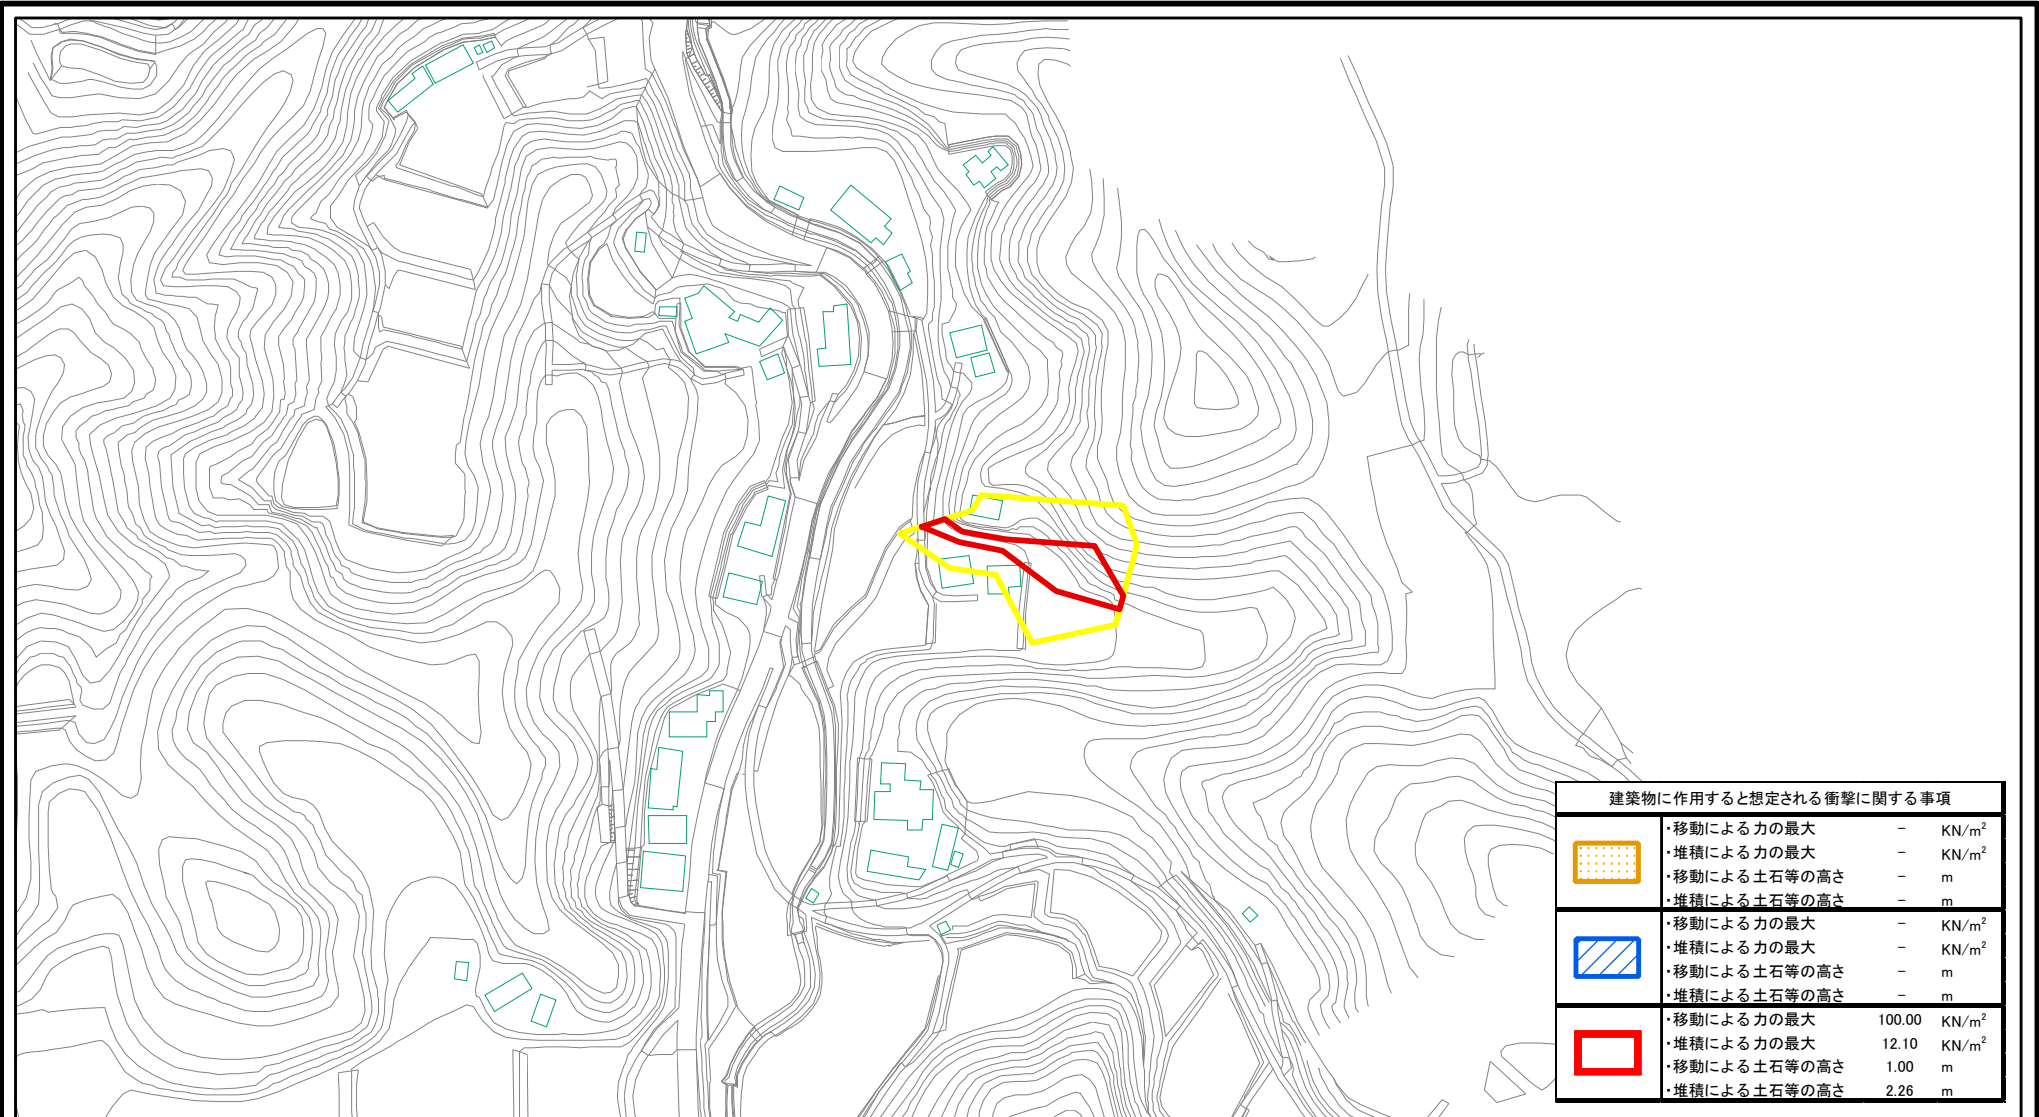 建築物に作用すると想定される衝撃に関する事項
・移動による力の最大 - KN/m²
・堆積による力の最大 - KN/m²
・移動による土石等の高さ - m
・堆積による土石等の高さ - m
・移動による力の最大 - KN/m²
・堆積による力の最大 - KN/m²
・移動による土石等の高さ - m
・堆積による土石等の高さ - m
・移動による力の最大 100.00 KN/m²
・堆積による力の最大 12.10 KN/m²
・移動による土石等の高さ 1.00 m
・堆積による土石等の高さ 2.26 m